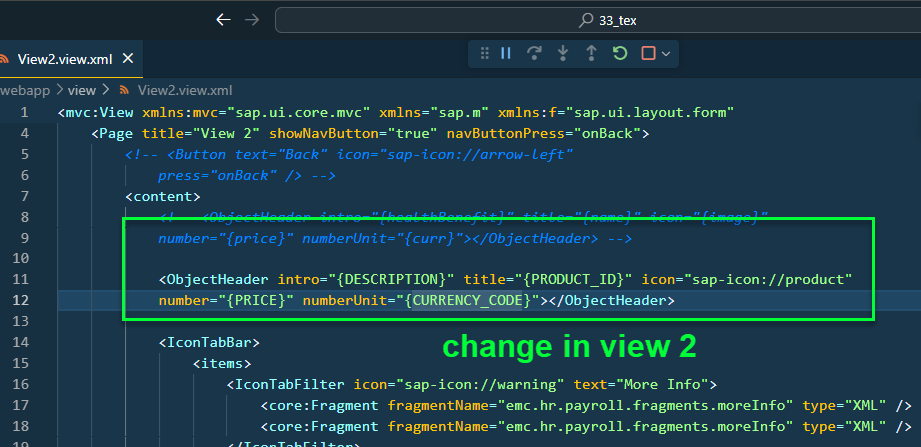 33_tex
View2.view.xml
webapp > view > View2.view.xml
1 <mvc:View xmlns:mvc="sap.ui.core.mvc" xmlns="sap.m" xmlns:f="sap.ui.layout.form"
4 <Page title="View 2" showNavButton="true" navButtonPress="onBack">
5 <!-- <Button text="Back" icon="sap-icon://arrow-left"
6 press="onBack" /> -->
7 <content>
8 <!-- <ObjectHeader intro="{healthBenefit}" title="{name}" icon="{image}"
9 number="{price}" numberUnit="{curr}"></ObjectHeader> -->
10
11 <ObjectHeader intro="{DESCRIPTION}" title="{PRODUCT_ID}" icon="sap-icon://product"
12 number="{PRICE}" numberUnit="{CURRENCY_CODE}"></ObjectHeader>
13
change in view 2
14 <IconTabBar>
15 <items>
16 <IconTabFilter icon="sap-icon://warning" text="More Info">
17 <core:Fragment fragmentName="emc.hr.payroll.fragments.moreInfo" type="XML" />
18 <core:Fragment fragmentName="emc.hr.payroll.fragments.moreInfo" type="XML" />
19 </IconTabFilter>